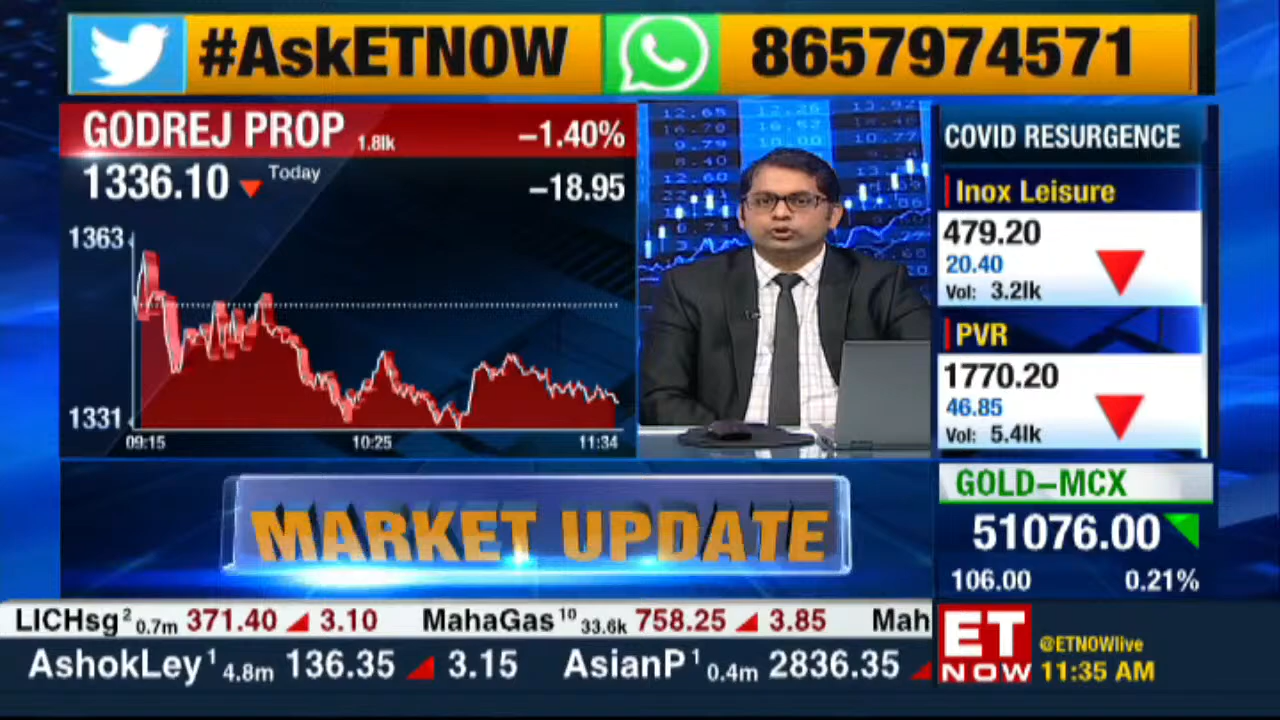 #AskETNOW 8657974571
GODREJ PROP 1.8lk -1.40%
1336.10 Today -18.95
1363
1331
09:15 10:25 11:34
COVID RESURGENCE
Inox Leisure
479.20
20.40
Vol: 3.2lk
PVR
1770.20
46.85
Vol: 5.4lk
GOLD-MCX
51076.00
106.00 0.21%
MARKET UPDATE
LICHsg 2 0.7m 371.40 3.10 MahaGas 10 33.6k 758.25 3.85 Mah
AshokLey 1 4.8m 136.35 3.15 AsianP 1 0.4m 2836.35
ET
NOW
@ETNOWlive
11:35 AM